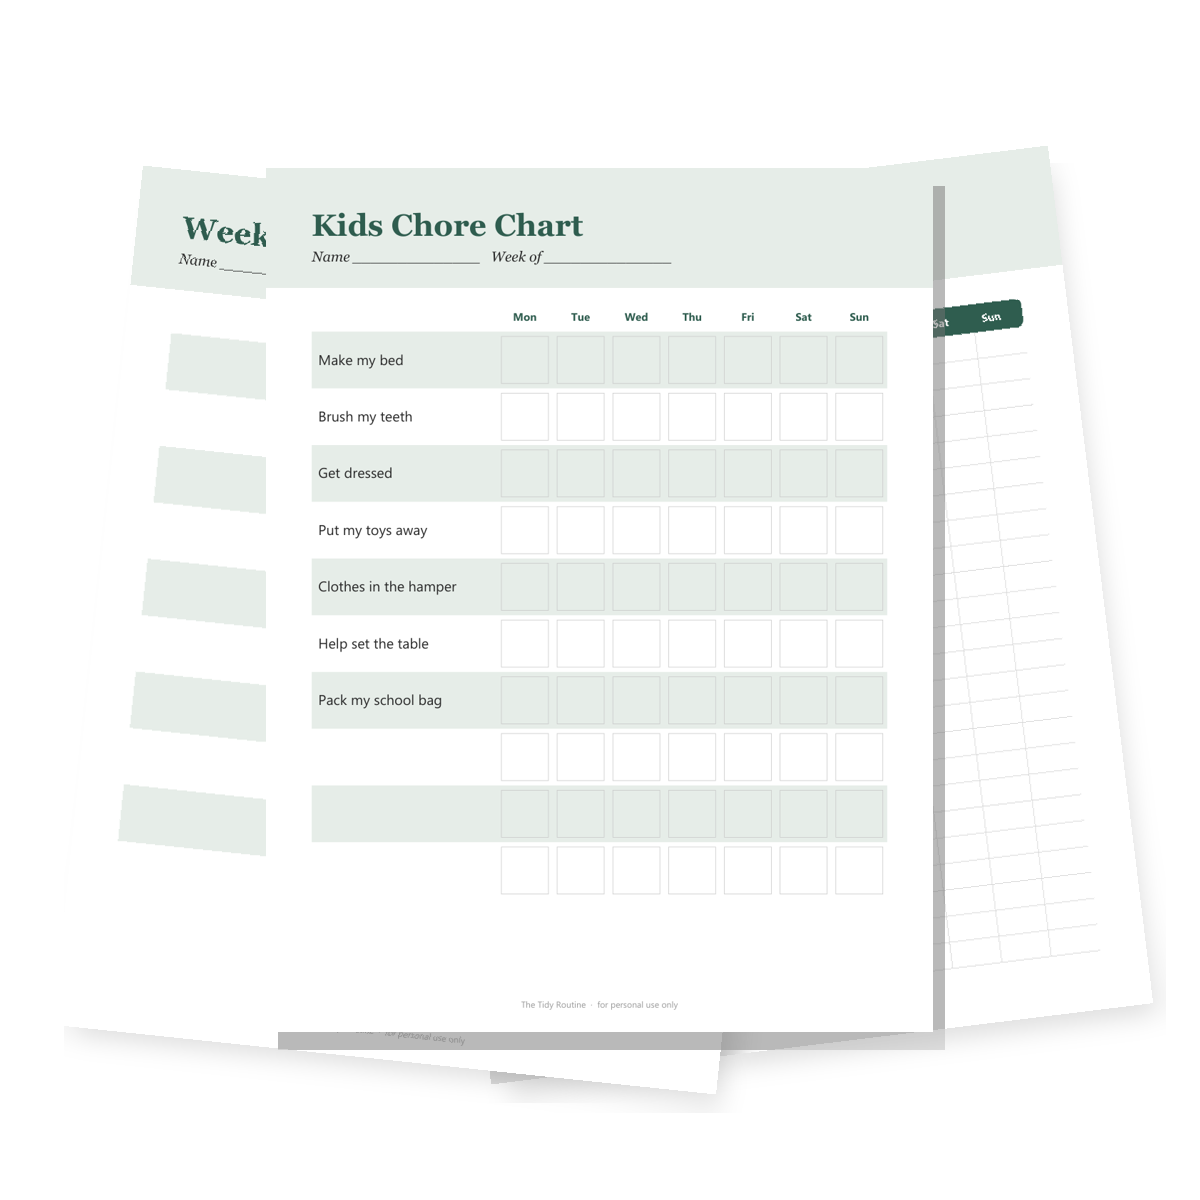 Week
Name
Kids Chore Chart
Name Week of
Mon Tue Wed Thu Fri Sat Sun
Make my bed
Brush my teeth
Get dressed
Put my toys away
Clothes in the hamper
Help set the table
Pack my school bag
The Tidy Routine · for personal use only
Sat Sun
· for personal use only